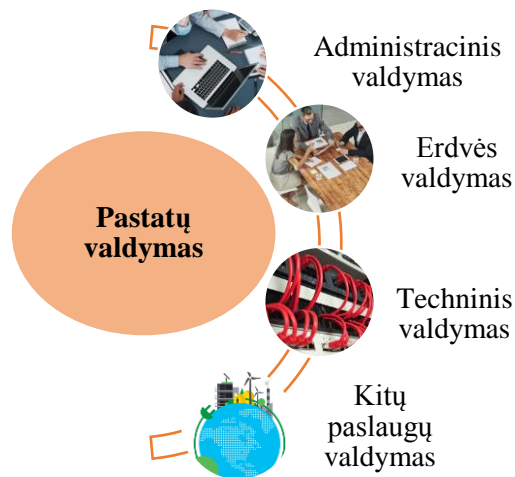 Administracinis
valdymas
Erdvės
valdymas
Pastatų
valdymas
Techninis
valdymas
Kitų
paslaugų
valdymas